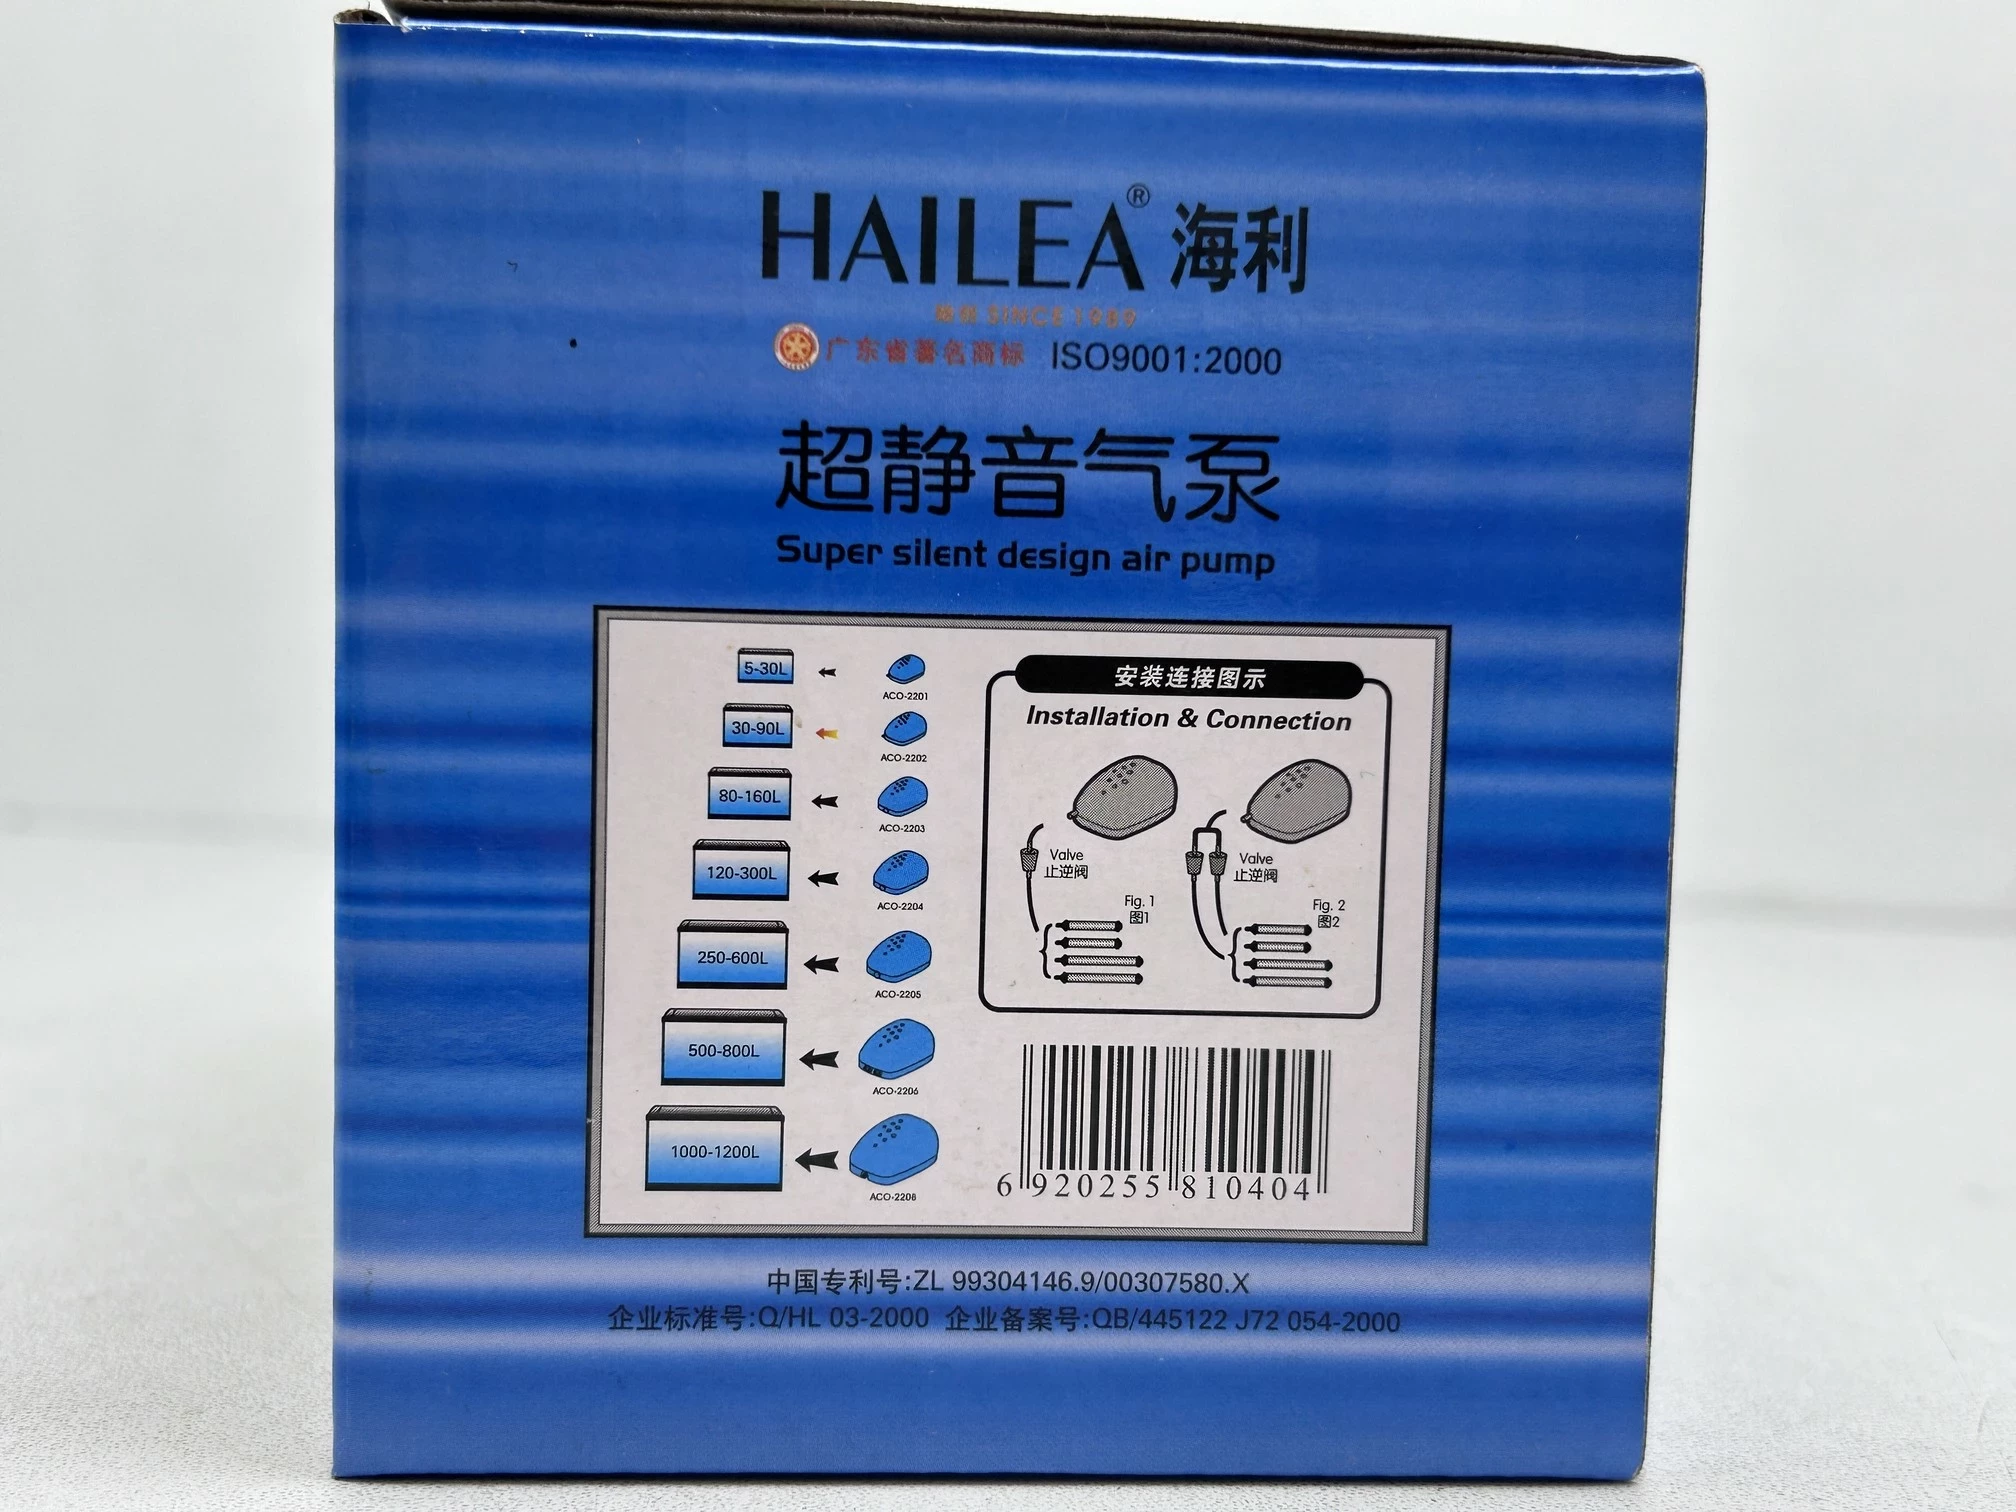 HAILEA® 海利
SINCE 1989
广东省著名商标 ISO9001:2000
超静音气泵
Super silent design air pump
5-30L
ACO-2201
30-90L
ACO-2202
80-160L
ACO-2203
120-300L
ACO-2204
250-600L
ACO-2205
500-800L
ACO-2206
1000-1200L
ACO-2208
安装连接图示
Installation & Connection
Valve
止逆阀
Fig. 1
图1
Valve
止逆阀
Fig. 2
图2
6 920255 810404
中国专利号:ZL 99304146.9/00307580.X
企业标准号:Q/HL 03-2000 企业备案号:QB/445122 J72 054-2000